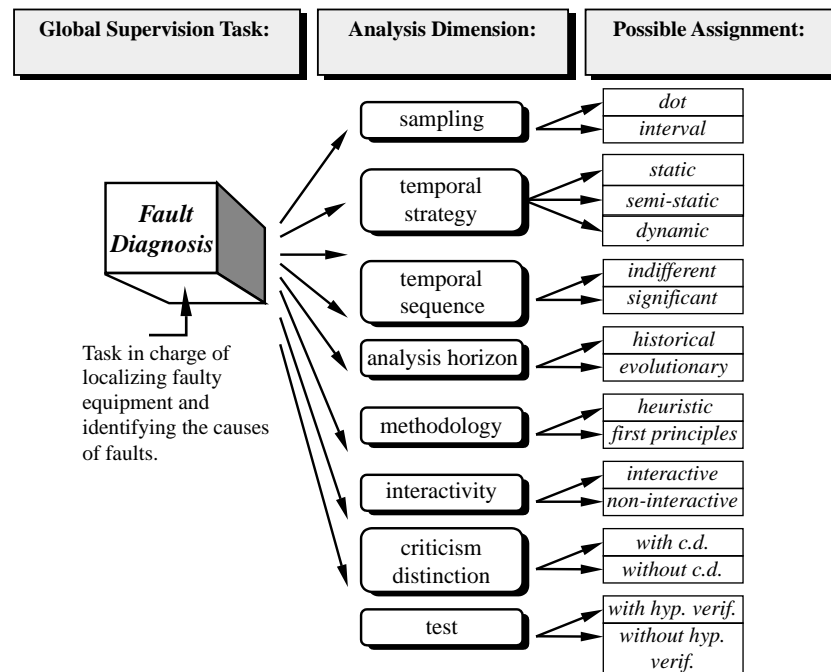 Global Supervision Task:
Analysis Dimension:
Possible Assignment:
Fault
Diagnosis
Task in charge of
localizing faulty
equipment and
identifying the causes
of faults.
sampling
dot
interval
temporal
strategy
static
semi-static
dynamic
temporal
sequence
indifferent
significant
analysis horizon
historical
evolutionary
methodology
heuristic
first principles
interactivity
interactive
non-interactive
criticism
distinction
with c.d.
without c.d.
test
with hyp. verif.
without hyp.
verif.